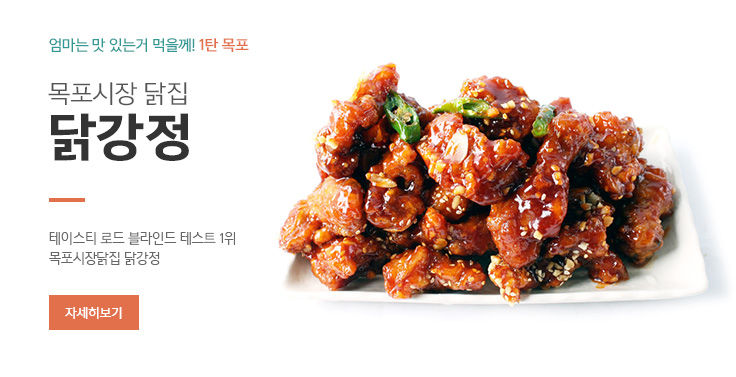 엄마는 맛 있는거 먹을께! 1탄 목포
목포시장 닭집
닭강정
테이스티 로드 블라인드 테스트 1위
목포시장닭집 닭강정
자세히보기